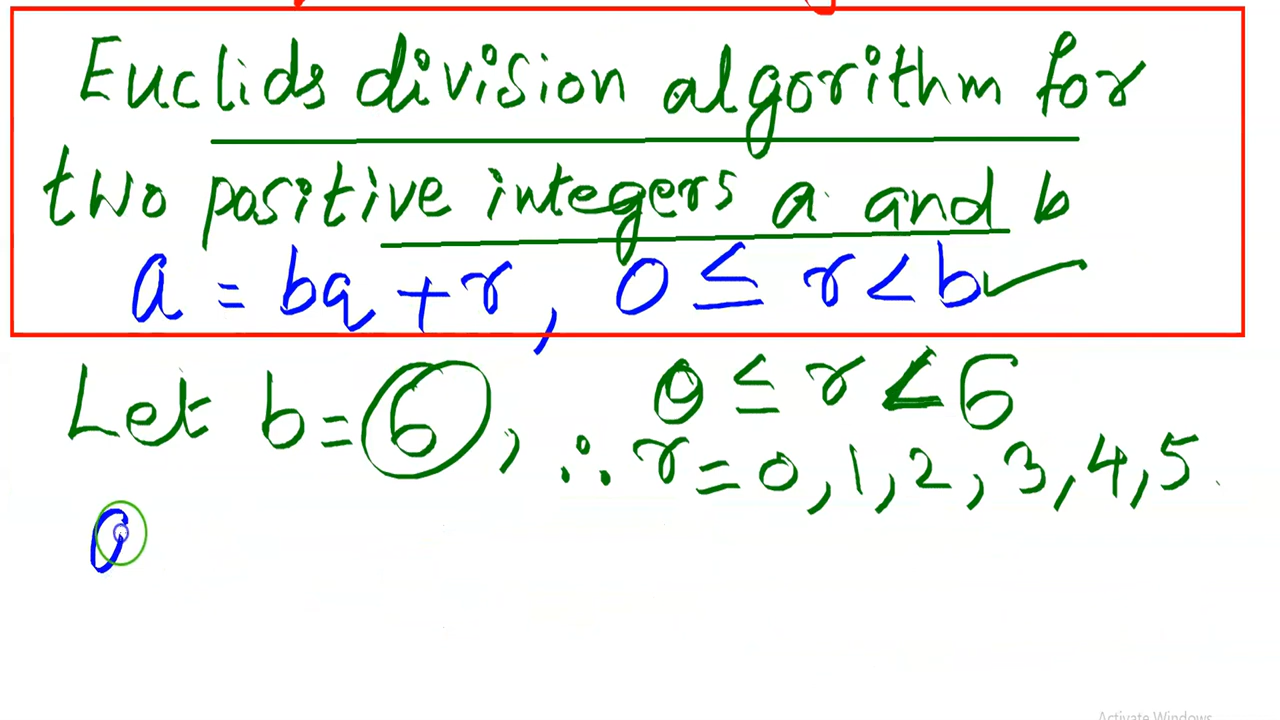 Euclids division algorithm for
two positive integers a and b
a = bq + r, 0 ≤ r < b ✓
Let b = 6, 0 ≤ r < 6
∴ r = 0, 1, 2, 3, 4, 5.
Activate Windows